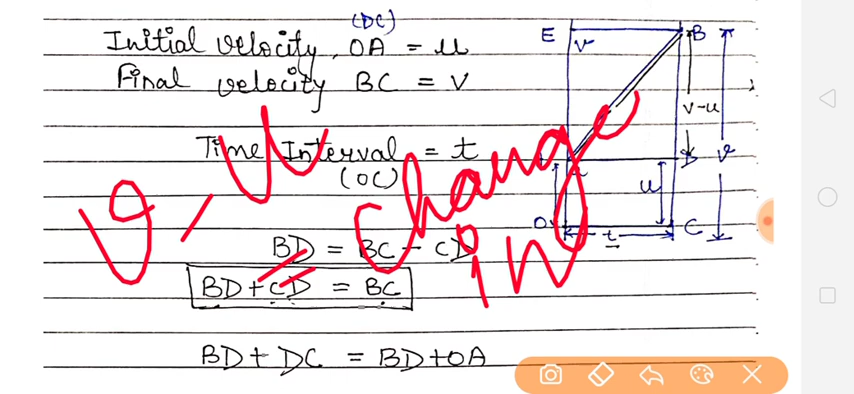 (DC)
Initial velocity, OA = u
Final velocity BC = v
Time Interval = t
(OC)
BD = BC - CD
BD + CD = BC
BD + DC = BD + OA
E B
v
v-u
D v
u
O t C
v - u change
in